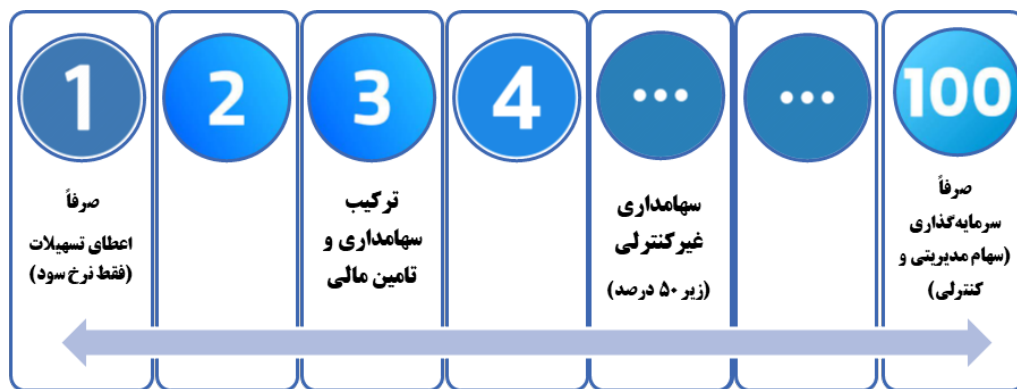 1
2
3
4
...
...
100
صرفاً
اعطای تسهیلات
(فقط نرخ سود)
ترکیب
سهامداری و
تامین مالی
سهامداری
غیرکنترلی
(زیر ۵۰ درصد)
صرفاً
سرمایه‌گذاری
(سهام مدیریتی و
کنترلی)